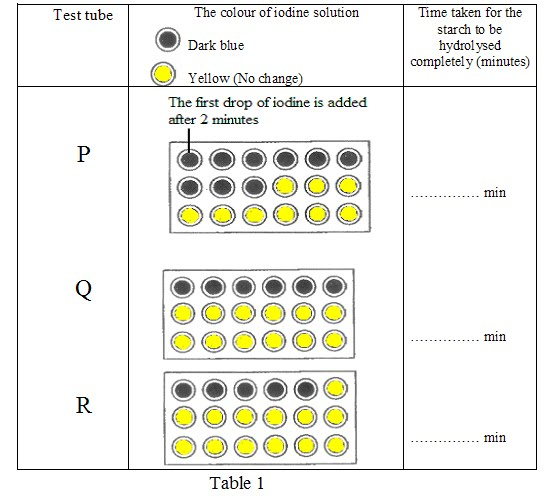 Test tube
The colour of iodine solution
Dark blue
Yellow (No change)
Time taken for the
starch to be
hydrolysed
completely (minutes)
The first drop of iodine is added
after 2 minutes
P
................ min
Q
................ min
R
................ min
Table 1